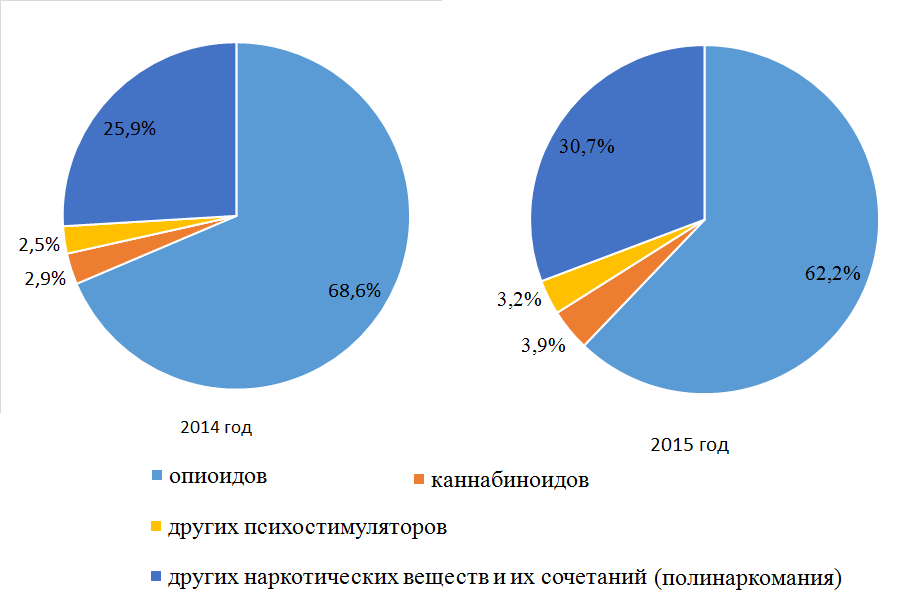 25,9%
2,5%
2,9%
68,6%
2014 год
30,7%
3,2%
3,9%
62,2%
2015 год
опиоидов
каннабиноидов
других психостимуляторов
других наркотических веществ и их сочетаний (полинаркомания)